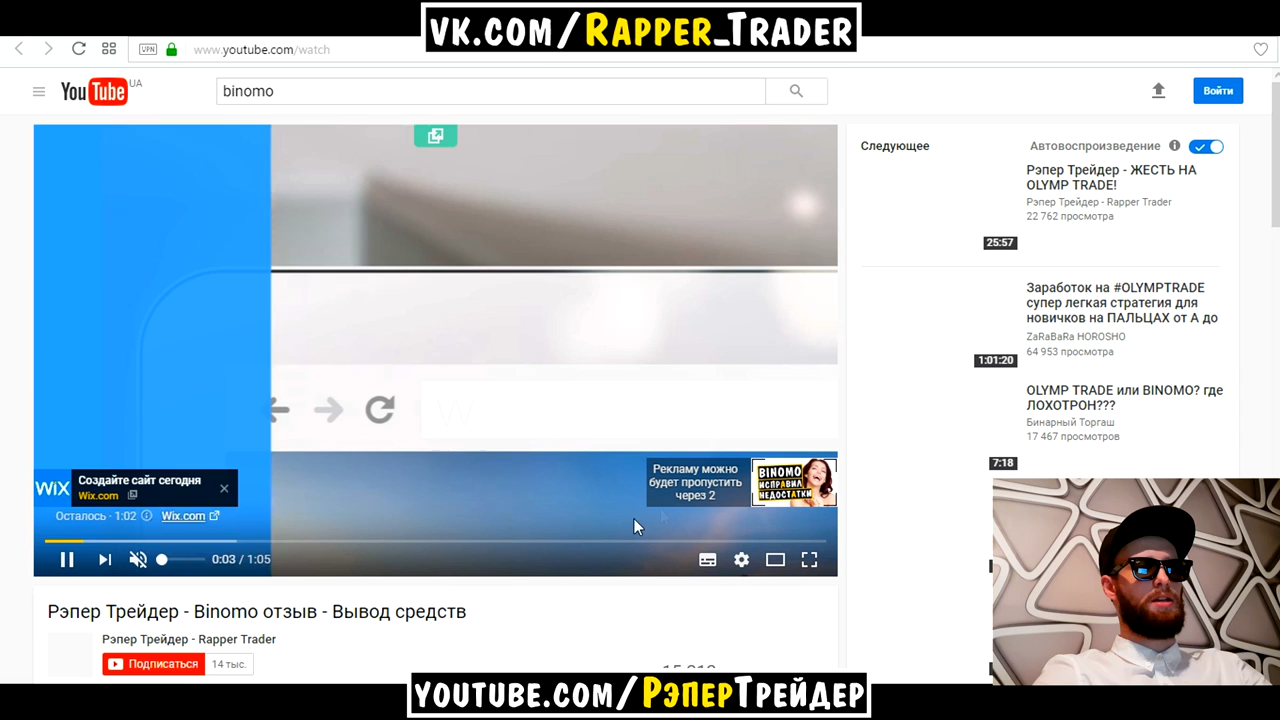 VK.COM/RAPPER_TRADER
VPN
www.youtube.com/watch
YouTube UA
binomo
Войти
Следующее
Автовоспроизведение
Рэпер Трейдер - ЖЕСТЬ НА
OLYMP TRADE!
Рэпер Трейдер - Rapper Trader
22 762 просмотра
25:57
Заработок на #OLYMPTRADE
супер легкая стратегия для
новичков на ПАЛЬЦАХ от А до
ZaRaBaRa HOROSHO
64 953 просмотра
1:01:20
OLYMP TRADE или BINOMO? где
ЛОХОТРОН???
Бинарный Торгаш
17 467 просмотров
7:18
W
WiX
Создайте сайт сегодня
Wix.com
Рекламу можно
будет пропустить
через 2
BINOMO
ИСПРАВИЛ
НЕДОСТАТКИ
Осталось · 1:02
Wix.com
0:03 / 1:05
Рэпер Трейдер - Binomo отзыв - Вывод средств
Рэпер Трейдер - Rapper Trader
Подписаться
14 тыс.
YOUTUBE.COM/РЭПЕРТРЕЙДЕР